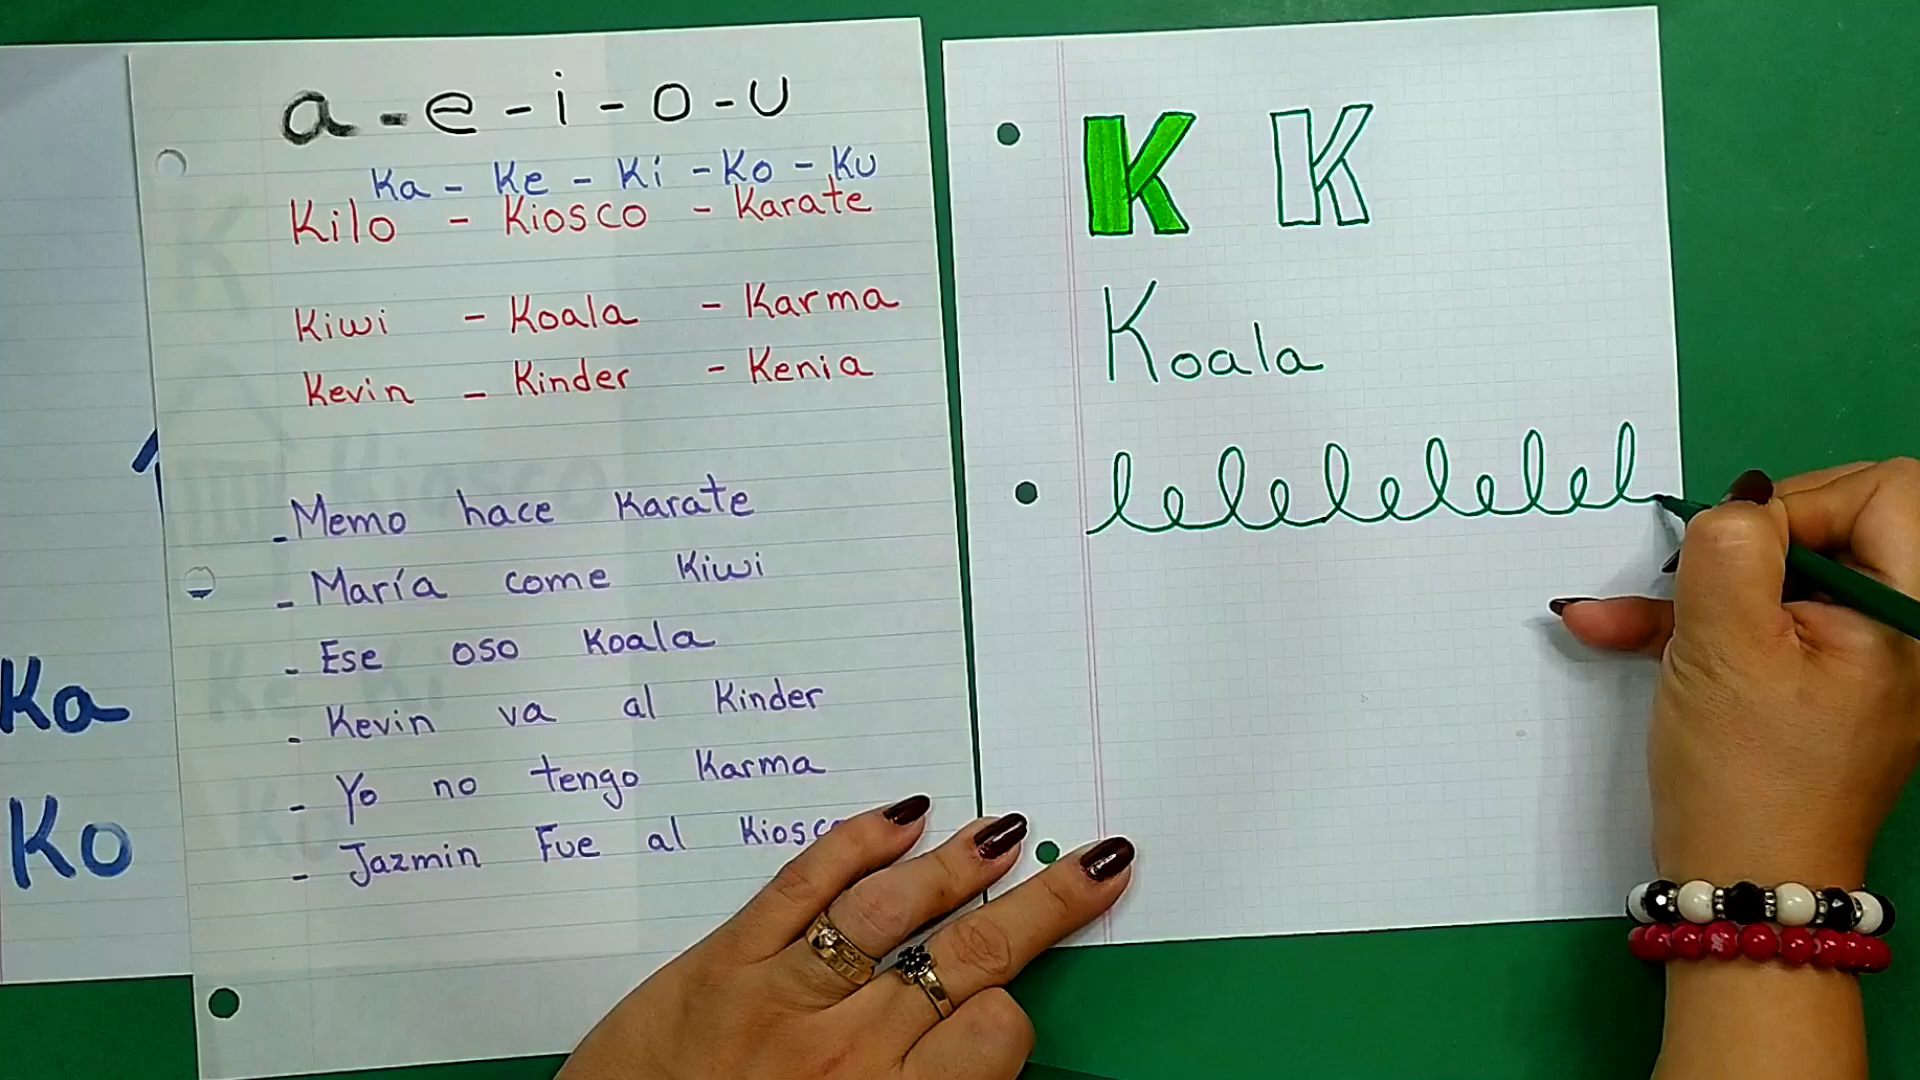 a - e - i - o - u
Ka - Ke - Ki - Ko - Ku
Kilo - Kiosco - Karate
Kiwi - Koala - Karma
Kevin - Kinder - Kenia
- Memo hace Karate
- María come Kiwi
- Ese oso Koala
- Kevin va al Kinder
- Yo no tengo Karma
- Jazmin Fue al Kiosco
Ka
Ko
K K
Koala
lelelelelel